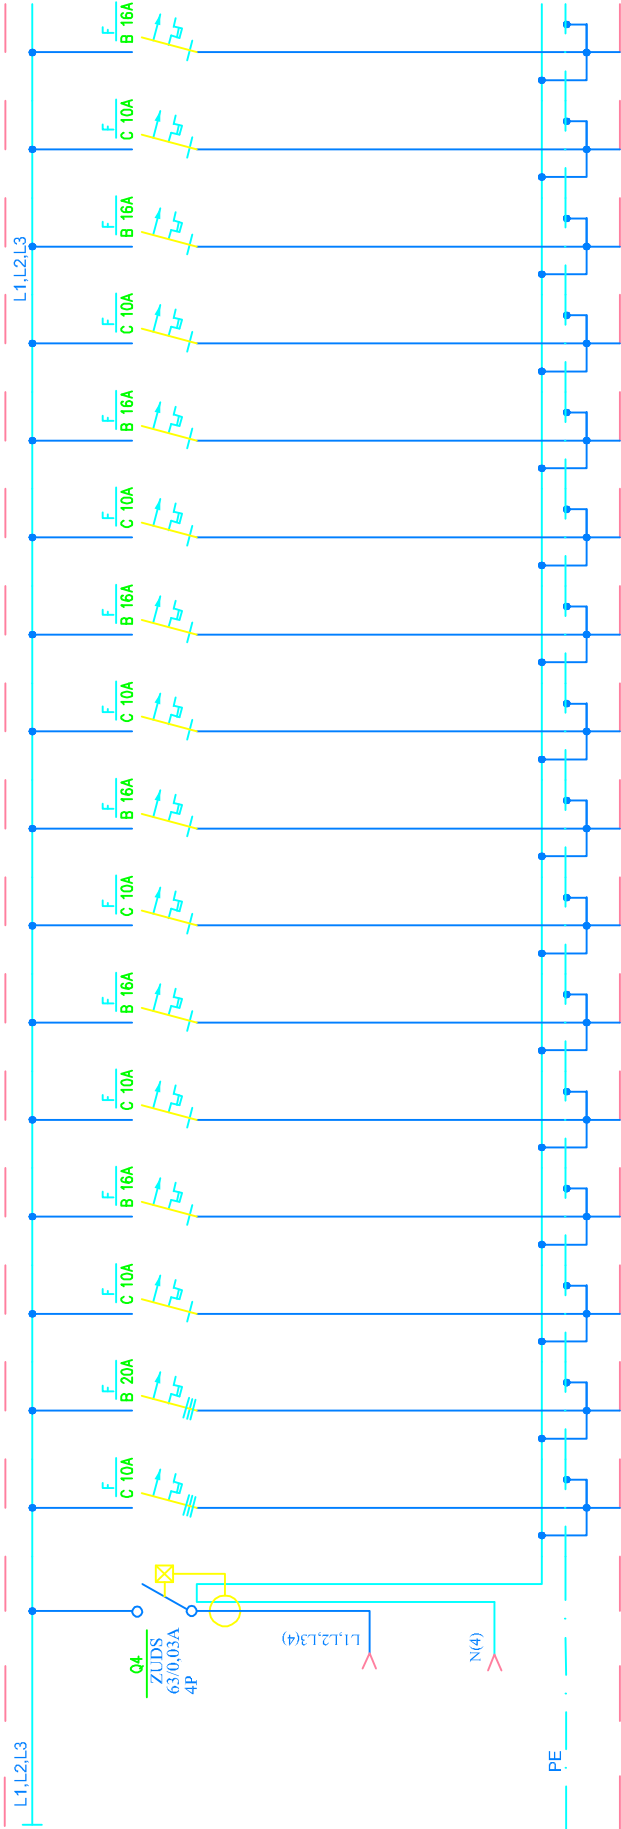 F
B 16A
F
C 10A
F
B 16A
L1,L2,L3
F
C 10A
F
B 16A
F
C 10A
F
B 16A
F
C 10A
F
B 16A
F
C 10A
F
B 16A
F
C 10A
F
B 16A
F
C 10A
F
B 20A
F
C 10A
Q4
ZUDS
63/0,03A
4P
L1,L2,L3(4)
N(4)
L1,L2,L3
PE